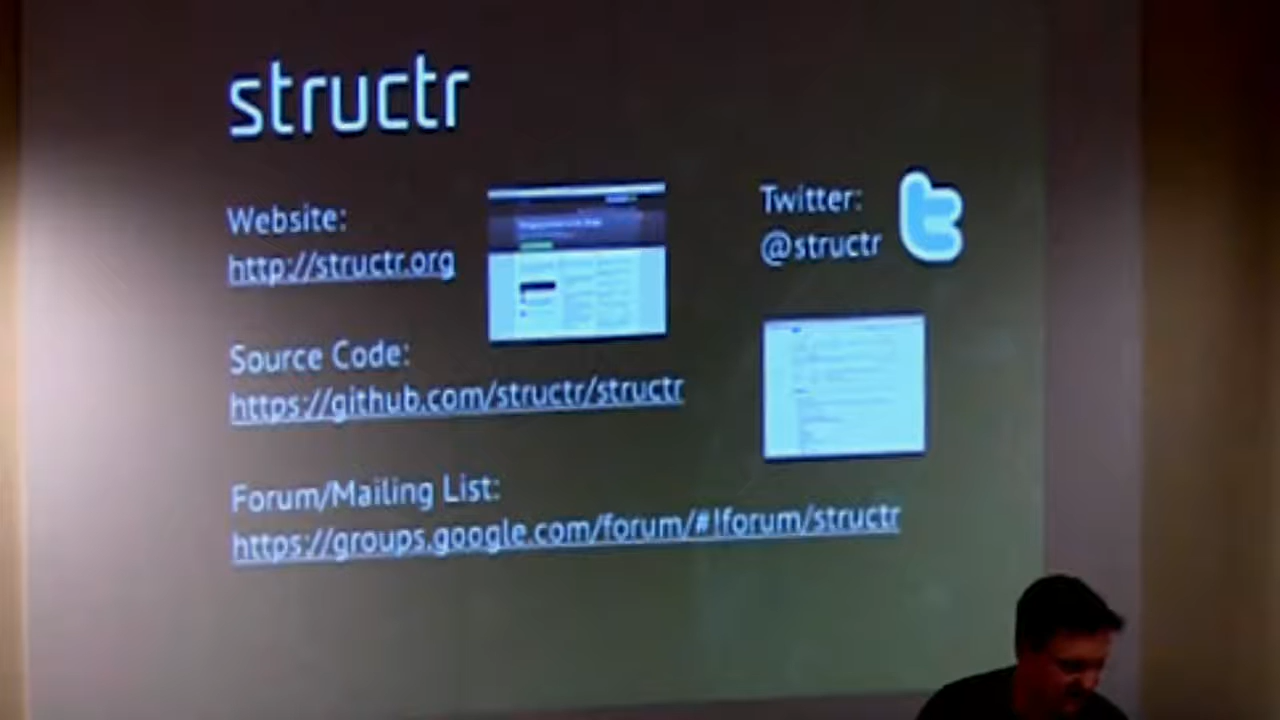 structr
Website:
http://structr.org
Twitter:
@structr
Source Code:
https://github.com/structr/structr
Forum/Mailing List:
https://groups.google.com/forum/#!forum/structr